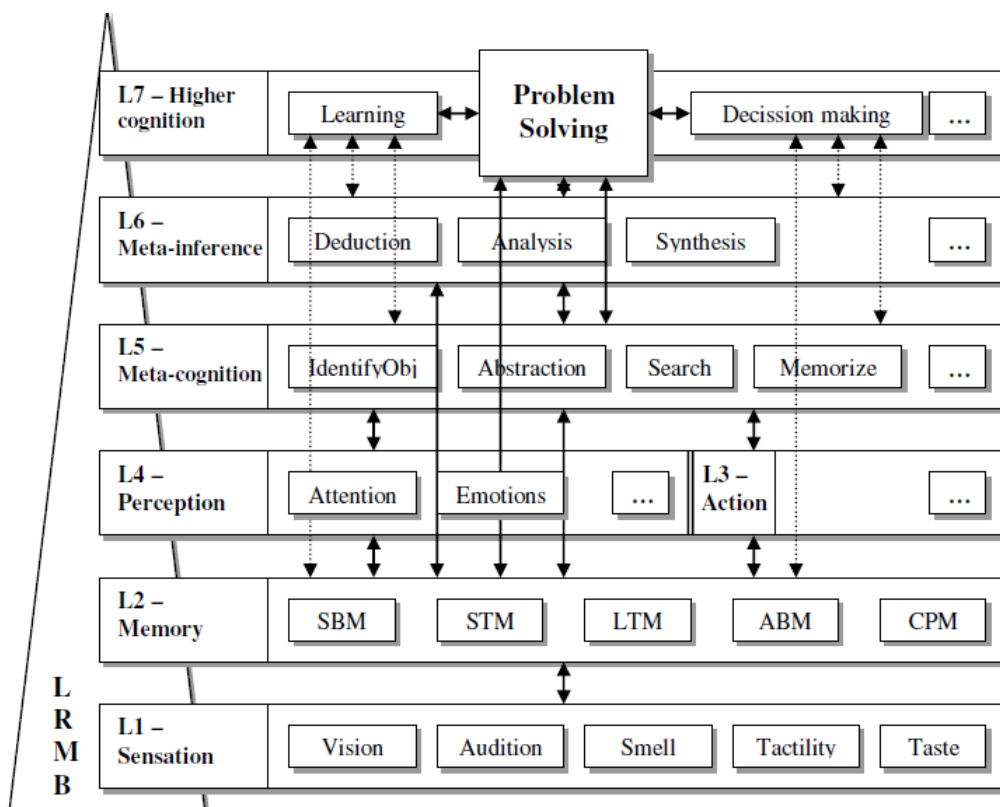 L7 – Higher
cognition
Learning
Problem
Solving
Decission making
...
L6 –
Meta-inference
Deduction
Analysis
Synthesis
...
L5 –
Meta-cognition
IdentifyObj
Abstraction
Search
Memorize
...
L4 –
Perception
Attention
Emotions
...
L3 –
Action
...
L2 –
Memory
SBM
STM
LTM
ABM
CPM
L1 –
Sensation
Vision
Audition
Smell
Tactility
Taste
L
R
M
B